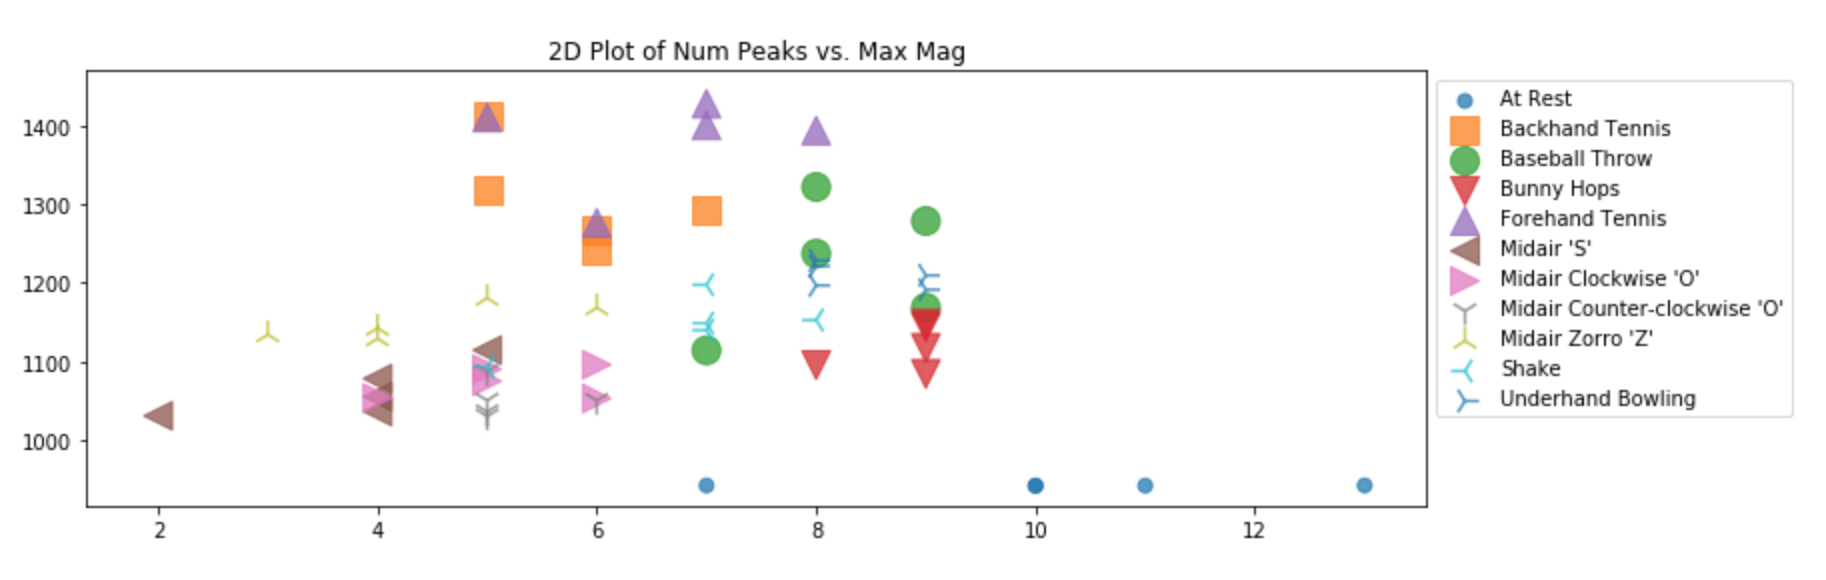 2D Plot of Num Peaks vs. Max Mag
1400
1300
1200
1100
1000
2 4 6 8 10 12
At Rest
Backhand Tennis
Baseball Throw
Bunny Hops
Forehand Tennis
Midair 'S'
Midair Clockwise 'O'
Midair Counter-clockwise 'O'
Midair Zorro 'Z'
Shake
Underhand Bowling